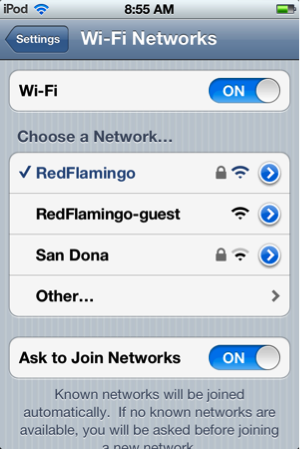 iPod 8:55 AM
Settings Wi-Fi Networks
Wi-Fi ON
Choose a Network...
RedFlamingo
RedFlamingo-guest
San Dona
Other...
Ask to Join Networks ON
Known networks will be joined
automatically. If no known networks are
available, you will be asked before joining
a new network.